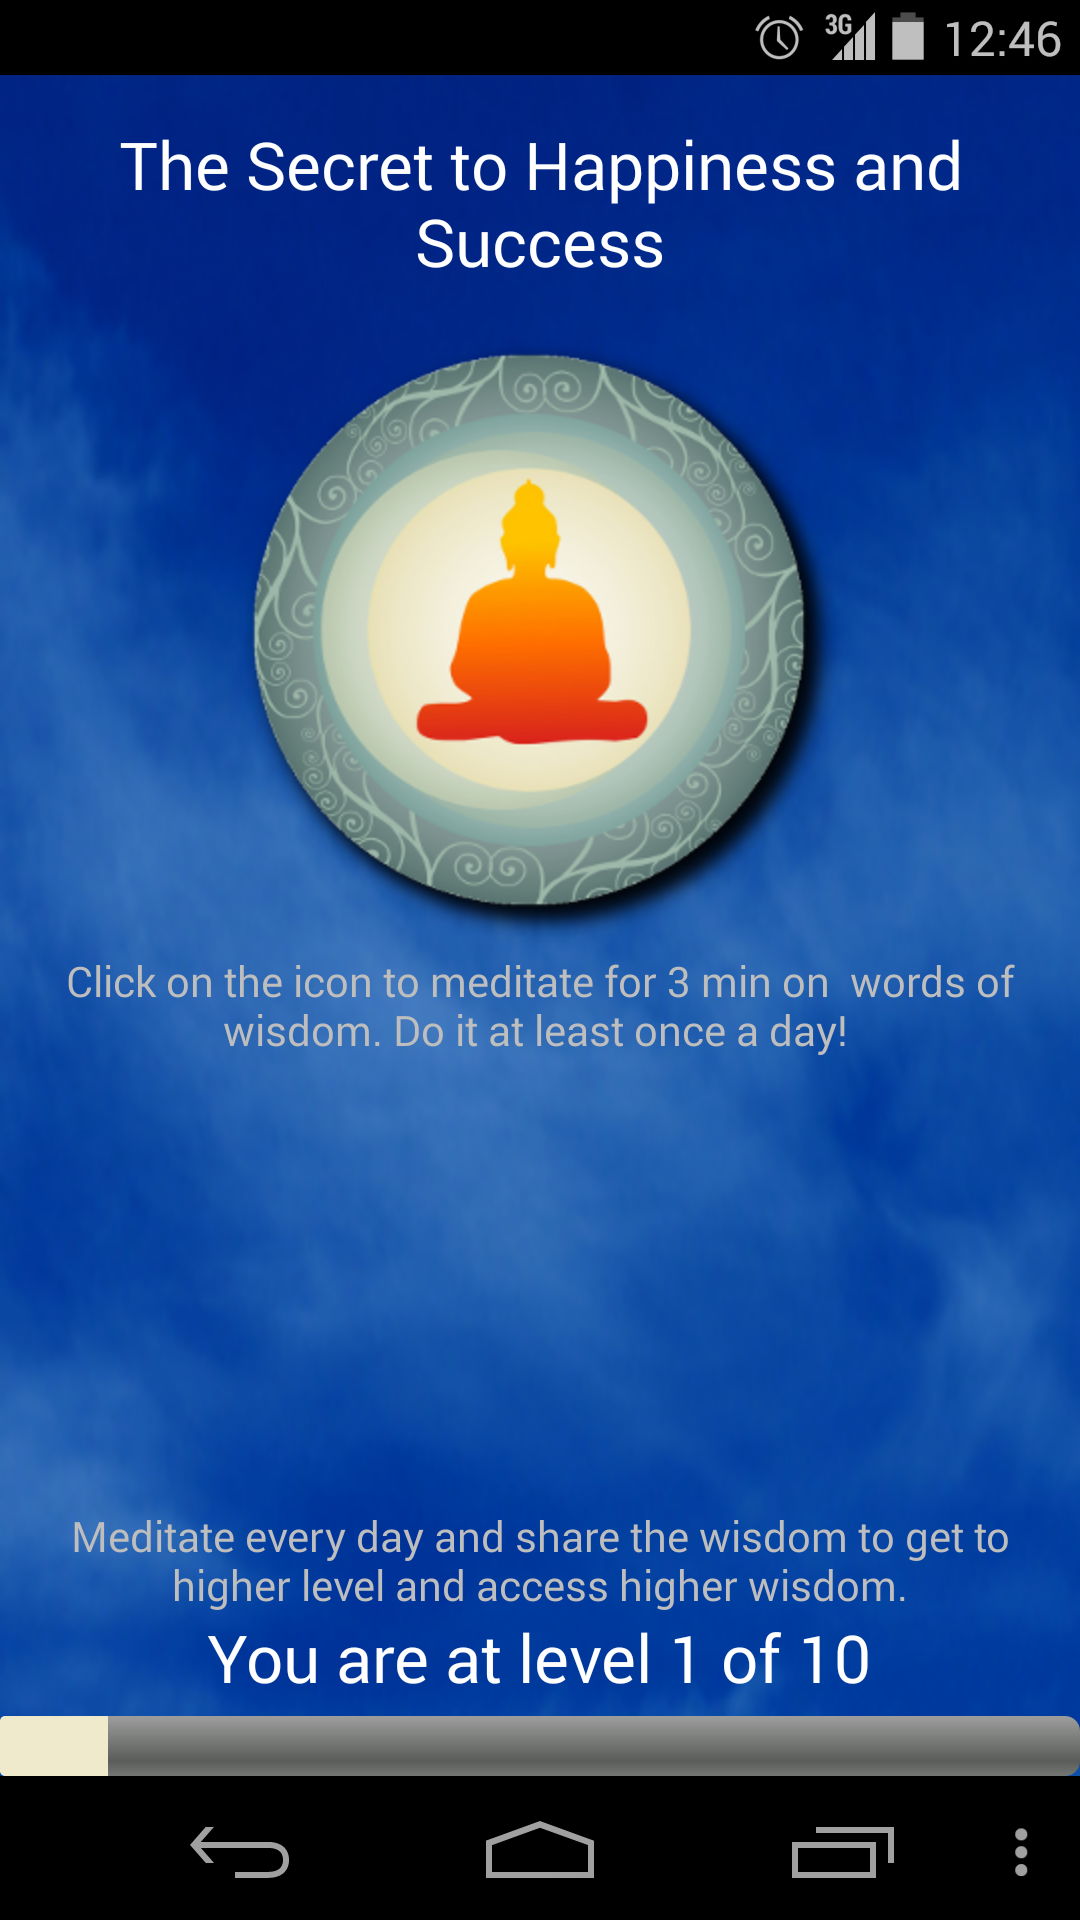 3G 12:46
The Secret to Happiness and
Success
Click on the icon to meditate for 3 min on  words of
wisdom. Do it at least once a day!
Meditate every day and share the wisdom to get to
higher level and access higher wisdom.
You are at level 1 of 10